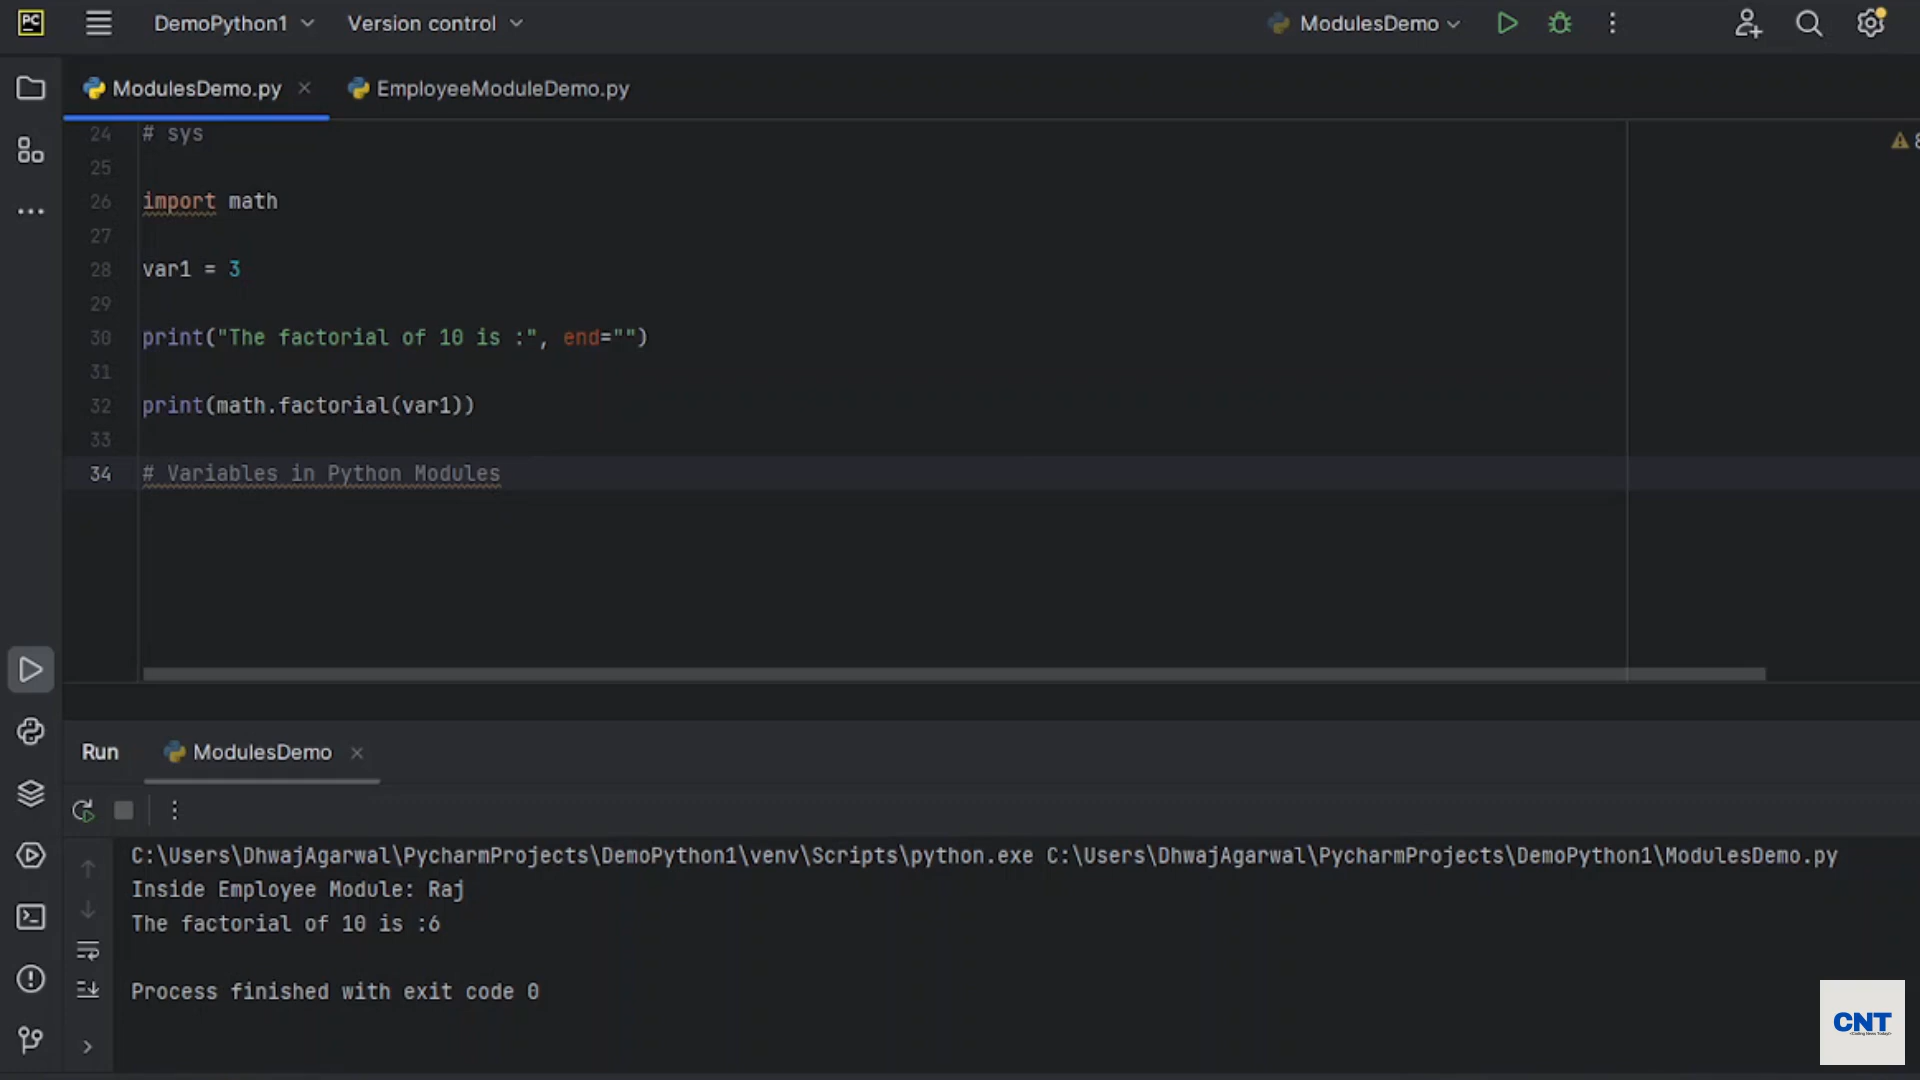 PC DemoPython1 Version control ModulesDemo
ModulesDemo.py EmployeeModuleDemo.py
24 # sys
25
26 import math
27
28 var1 = 3
29
30 print("The factorial of 10 is :", end="")
31
32 print(math.factorial(var1))
33
34 # Variables in Python Modules
8
Run ModulesDemo
C:\Users\DhwajAgarwal\PycharmProjects\DemoPython1\venv\Scripts\python.exe C:\Users\DhwajAgarwal\PycharmProjects\DemoPython1\ModulesDemo.py
Inside Employee Module: Raj
The factorial of 10 is :6
Process finished with exit code 0
CNT